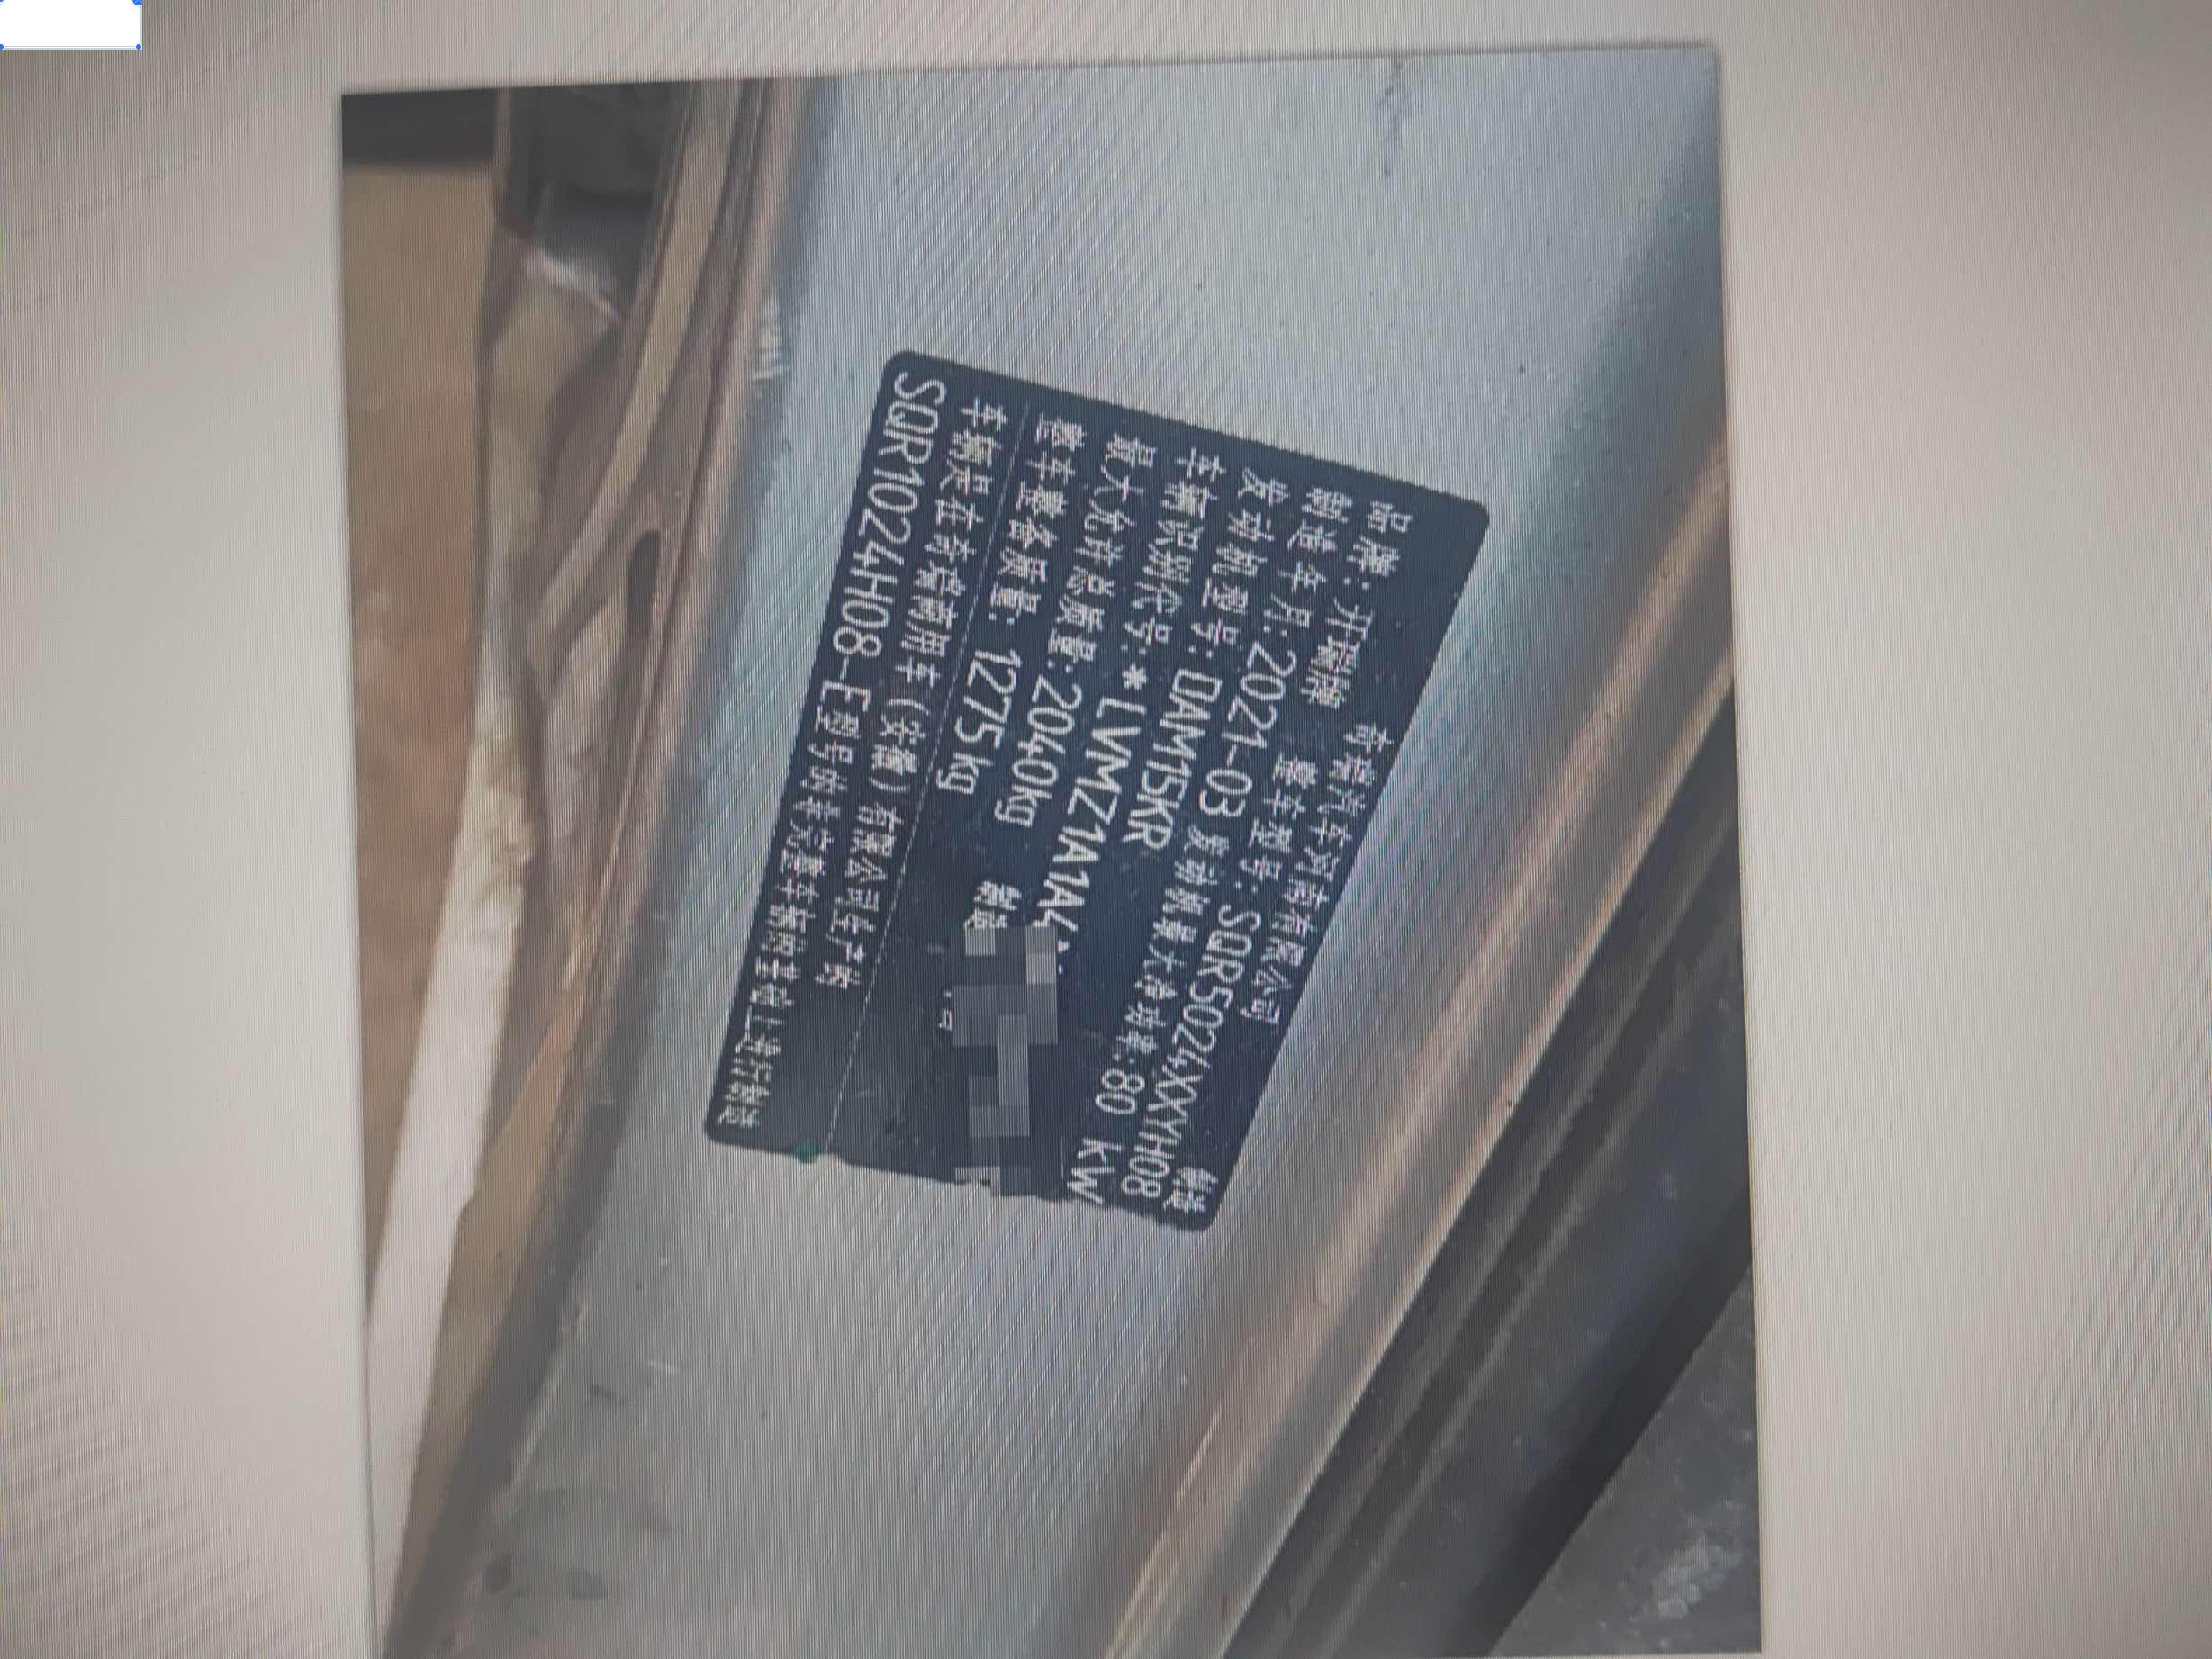 奇瑞汽车河南有限公司 制造
品牌: 开瑞牌 整车型号: SQR5024XXYH08
制造年月: 2021-03 发动机最大净功率: 80 kW
发动机型号: DAM15KR
车辆识别代号: *LVMZ1A1A
最大允许总质量: 2040kg
整车整备质量: 1275kg 制造
车辆是在奇瑞商用车(安徽)有限公司生产的
SQR1024H08-E型号的非完整车辆的基础上进行制造